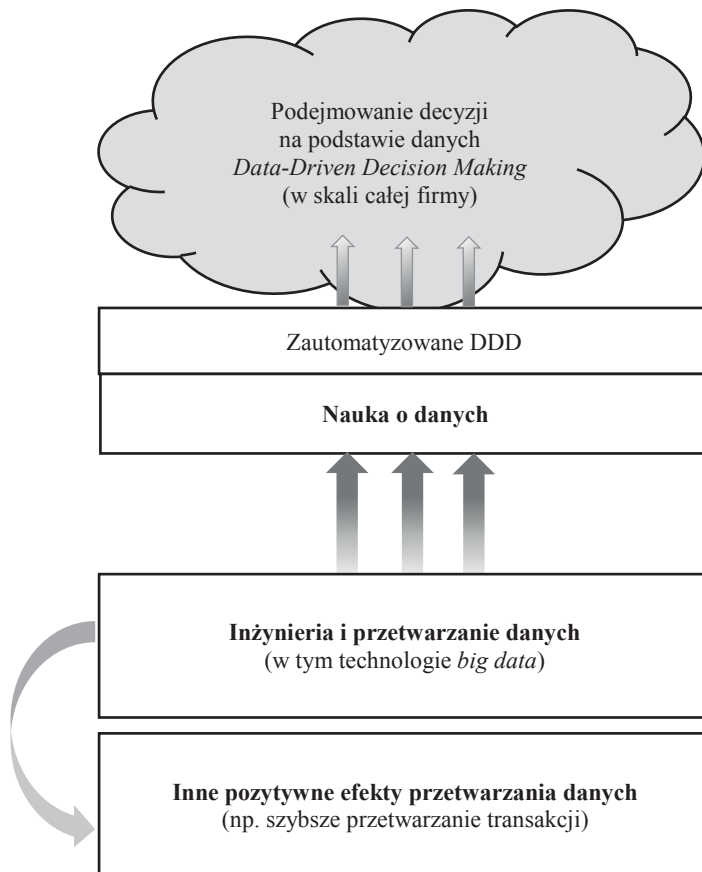 Podejmowanie decyzji
na podstawie danych
Data-Driven Decision Making
(w skali całej firmy)
Zautomatyzowane DDD
Nauka o danych
Inżynieria i przetwarzanie danych
(w tym technologie big data)
Inne pozytywne efekty przetwarzania danych
(np. szybsze przetwarzanie transakcji)